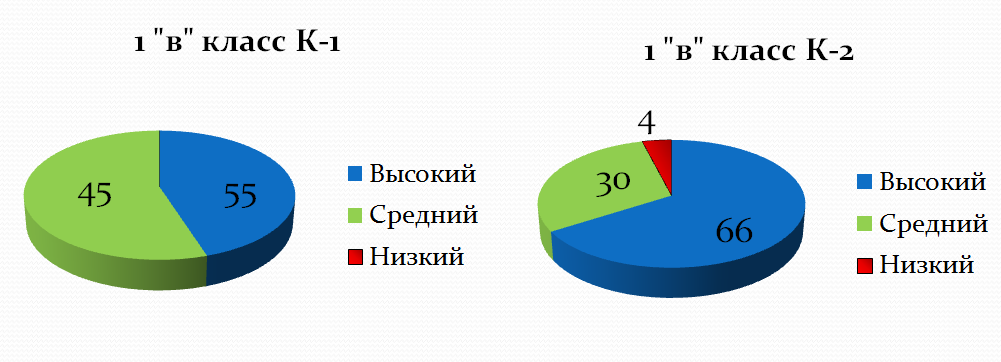 1 "в" класс К-1
45
55
Высокий
Средний
Низкий
1 "в" класс К-2
4
30
66
Высокий
Средний
Низкий